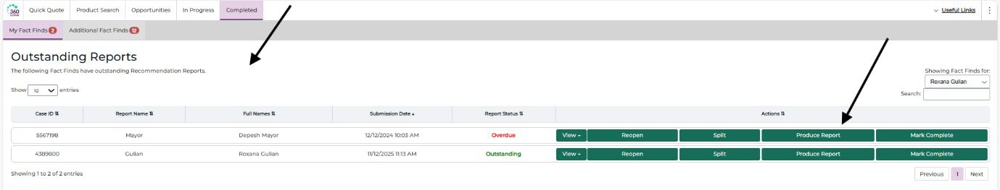 360
Quick Quote Product Search Opportunities In Progress Completed Useful Links
My Fact Finds 2 Additional Fact Finds 12
Outstanding Reports
The following Fact Finds have outstanding Recommendation Reports.
Showing Fact Finds for:
Roxana Gulian
Show 10 entries
Search:
Case ID Report Name Full Names Submission Date Report Status Actions
5567198 Mayor Depesh Mayor 12/12/2024 10:03 AM Overdue View Reopen Split Produce Report Mark Complete
4389800 Gulian Roxana Gulian 11/12/2025 11:13 AM Outstanding View Reopen Split Produce Report Mark Complete
Showing 1 to 2 of 2 entries
Previous 1 Next